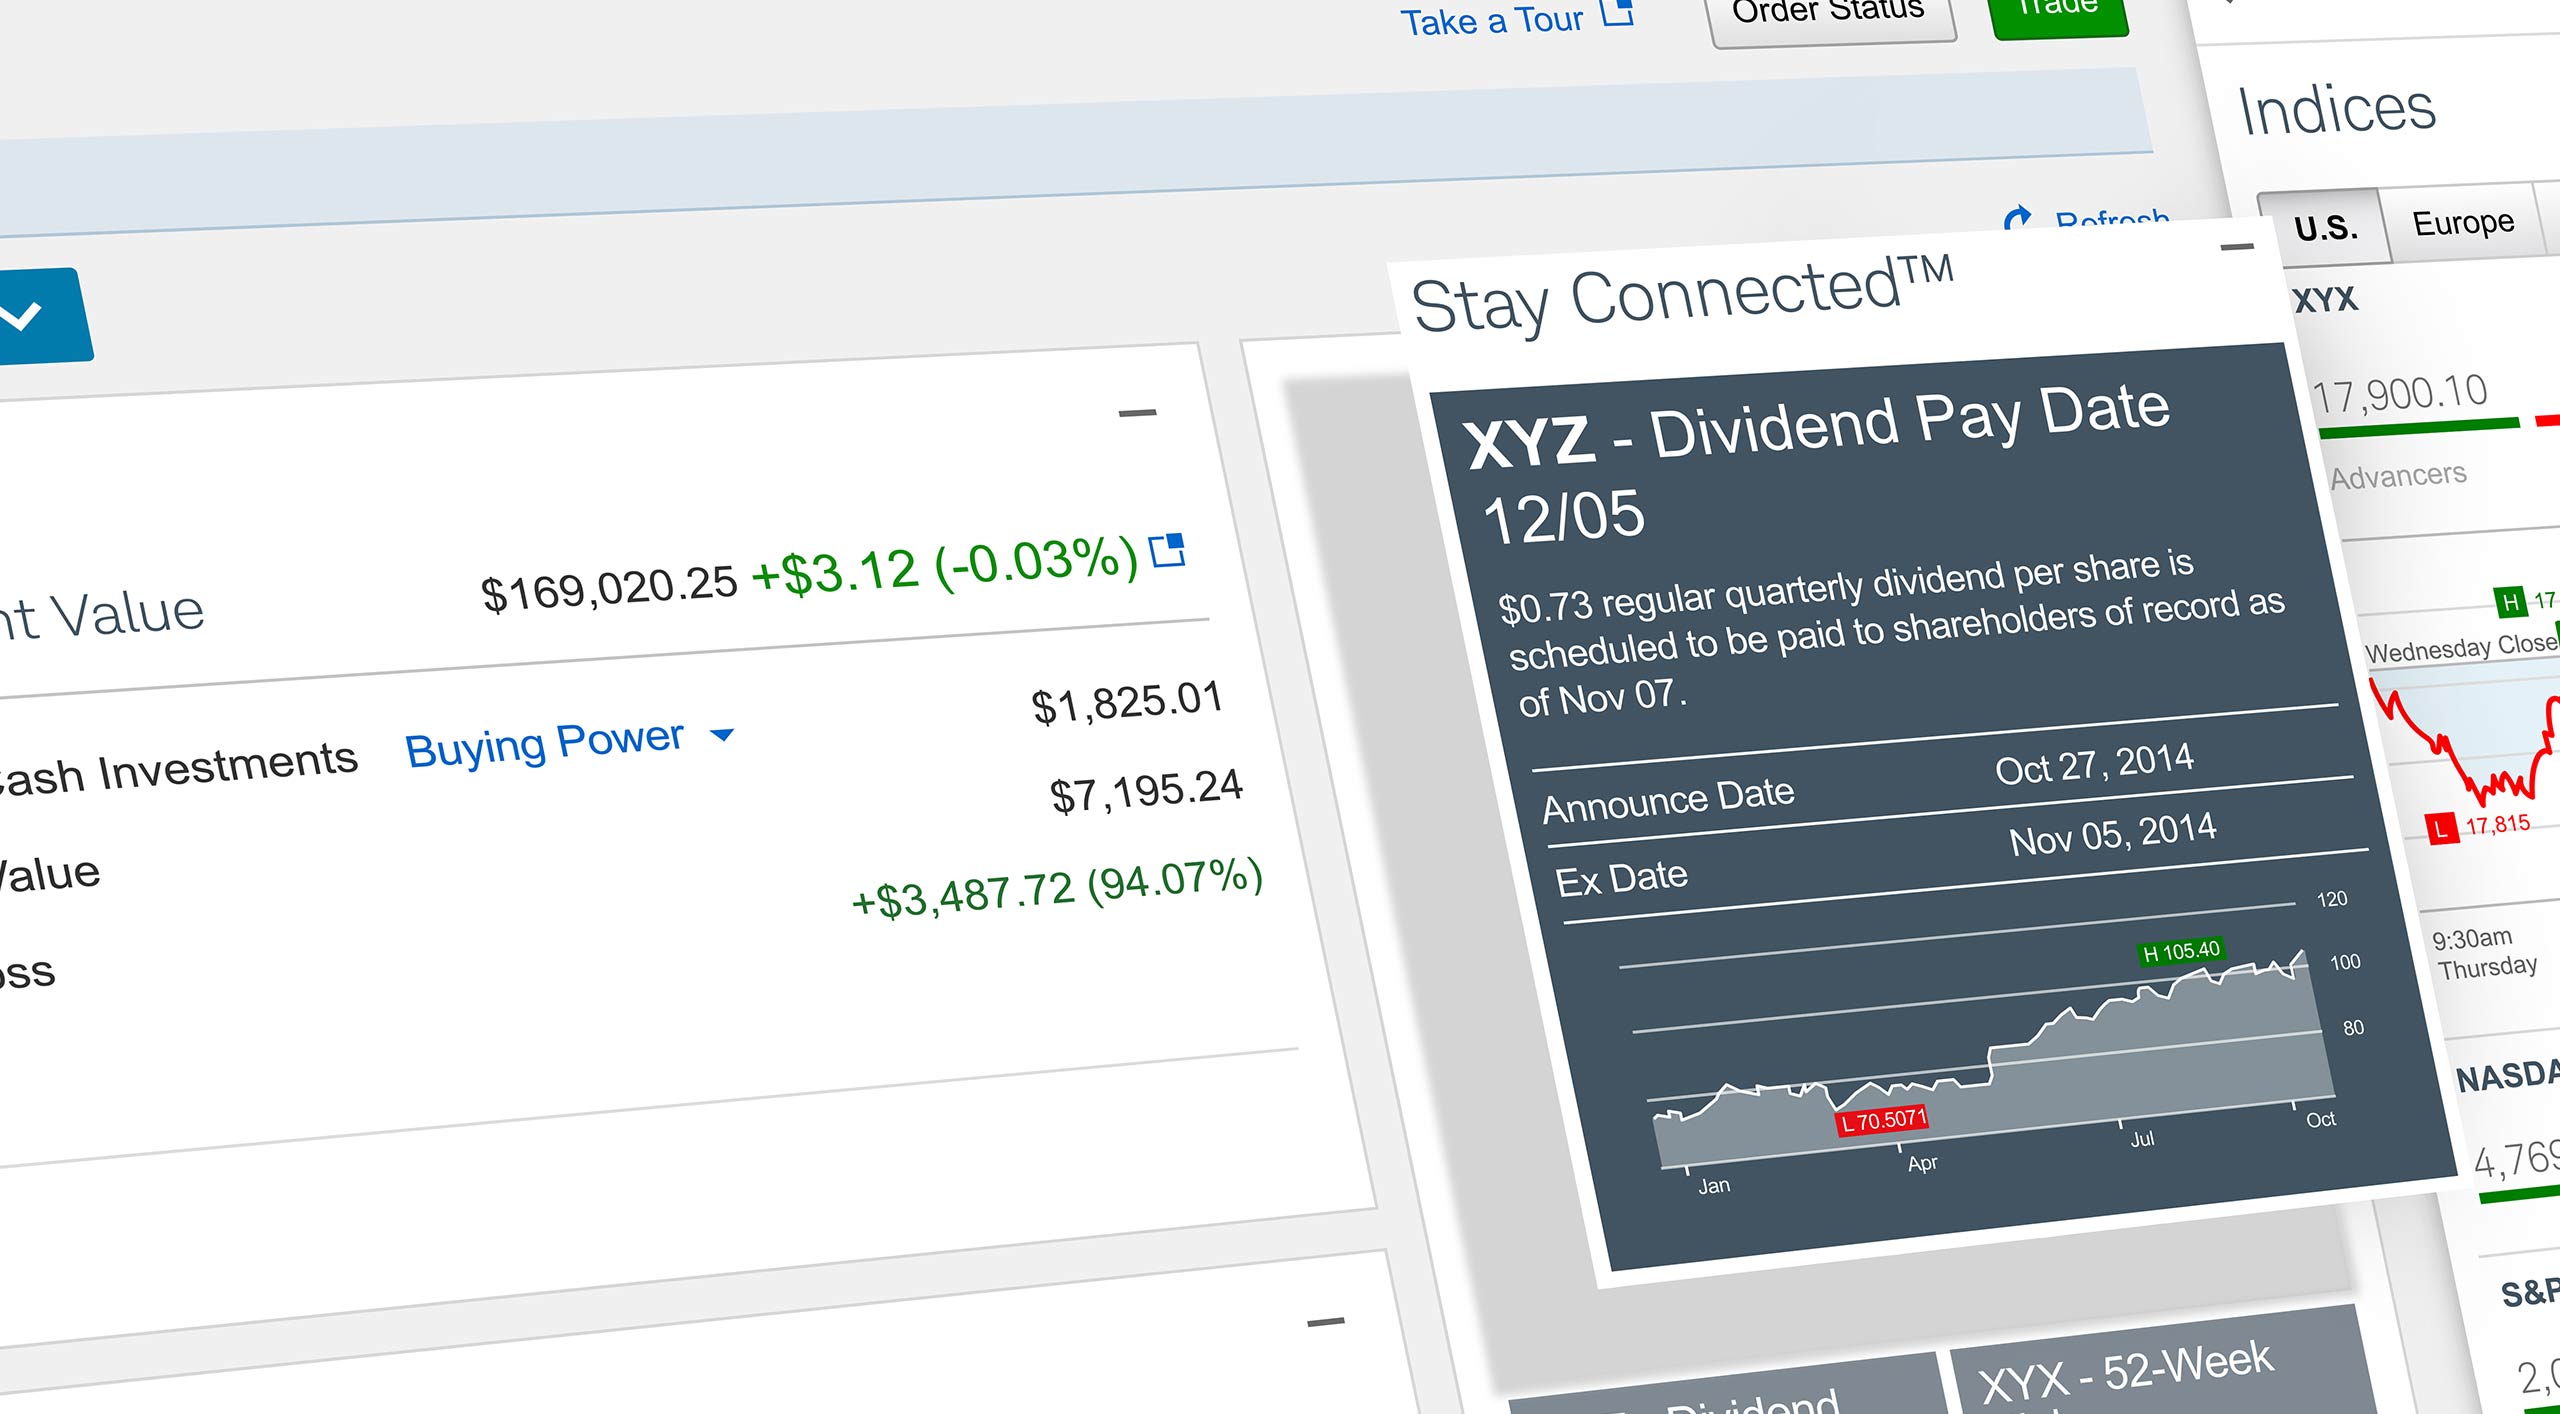 Take a Tour
Order Status
Trade
Refresh
nt Value
$169,020.25 +$3.12 (-0.03%)
Cash Investments
Buying Power
$1,825.01
Value
$7,195.24
oss
+$3,487.72 (94.07%)
Stay Connected™
XYZ - Dividend Pay Date
12/05
$0.73 regular quarterly dividend per share is
scheduled to be paid to shareholders of record as
of Nov 07.
Announce Date
Oct 27, 2014
Ex Date
Nov 05, 2014
120
H 105.40
100
80
L 70.5071
Jan
Apr
Jul
Oct
Dividend
XYX - 52-Week
Indices
U.S.
Europe
XYX
17,900.10
Advancers
H 17
Wednesday Close
L 17,815
9:30am
Thursday
NASDA
4,769
S&P
2,0